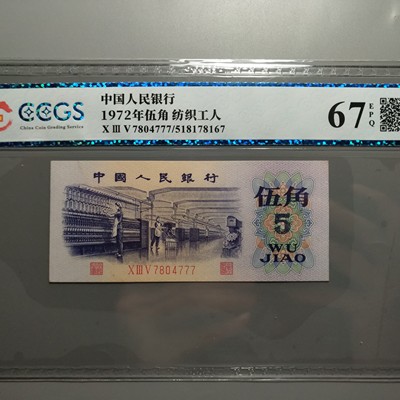 CCGS
China Coin Grading Service
中国人民银行
1972年伍角 纺织工人
X III V 7804777/518178167
67
EPQ
中國人民銀行
伍角
5
WU
JIAO
X III V 7804777